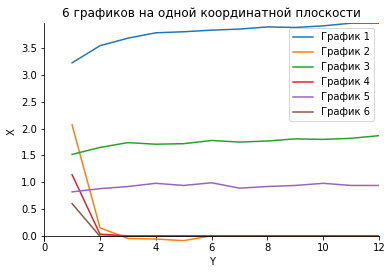 6 графиков на одной координатной плоскости
График 1
График 2
График 3
График 4
График 5
График 6
X
3.5
3.0
2.5
2.0
1.5
1.0
0.5
0.0
0 2 4 6 8 10 12
Y